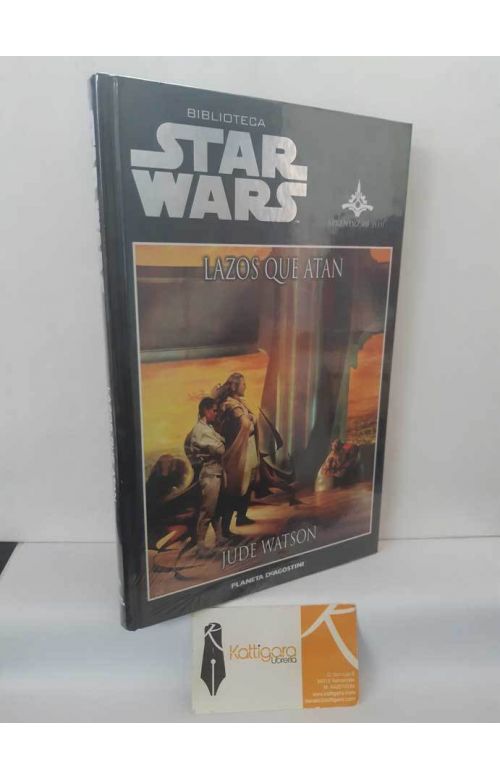 BIBLIOTECA
STAR
WARS
LAZOS QUE ATAN
JUDE WATSON
PLANETA DEAGOSTINI
Kattigara
Librería